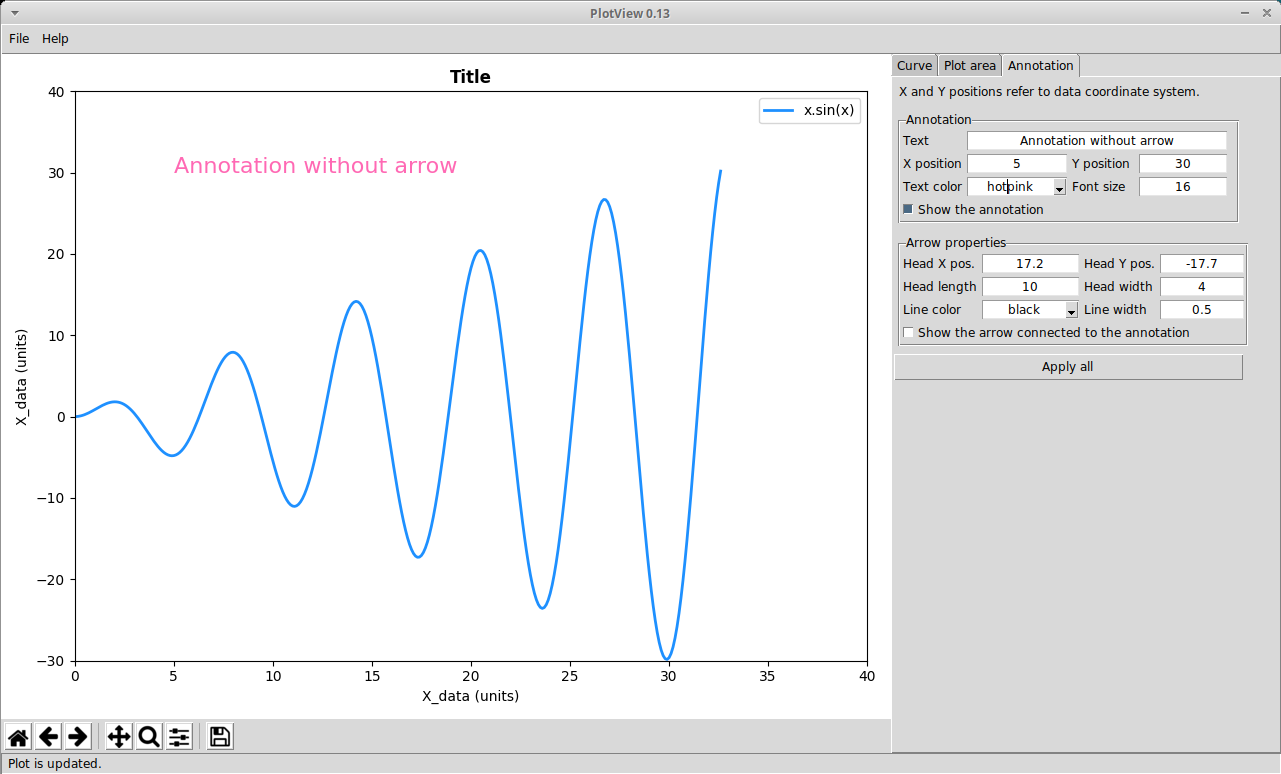 PlotView 0.13
File Help
Curve Plot area Annotation
X and Y positions refer to data coordinate system.
Annotation
Text Annotation without arrow
X position 5 Y position 30
Text color hotpink Font size 16
Show the annotation
Arrow properties
Head X pos. 17.2 Head Y pos. -17.7
Head length 10 Head width 4
Line color black Line width 0.5
Show the arrow connected to the annotation
Apply all
Title
x.sin(x)
Annotation without arrow
X_data (units)
40
30
20
10
0
−10
−20
−30
0 5 10 15 20 25 30 35 40
X_data (units)
Plot is updated.